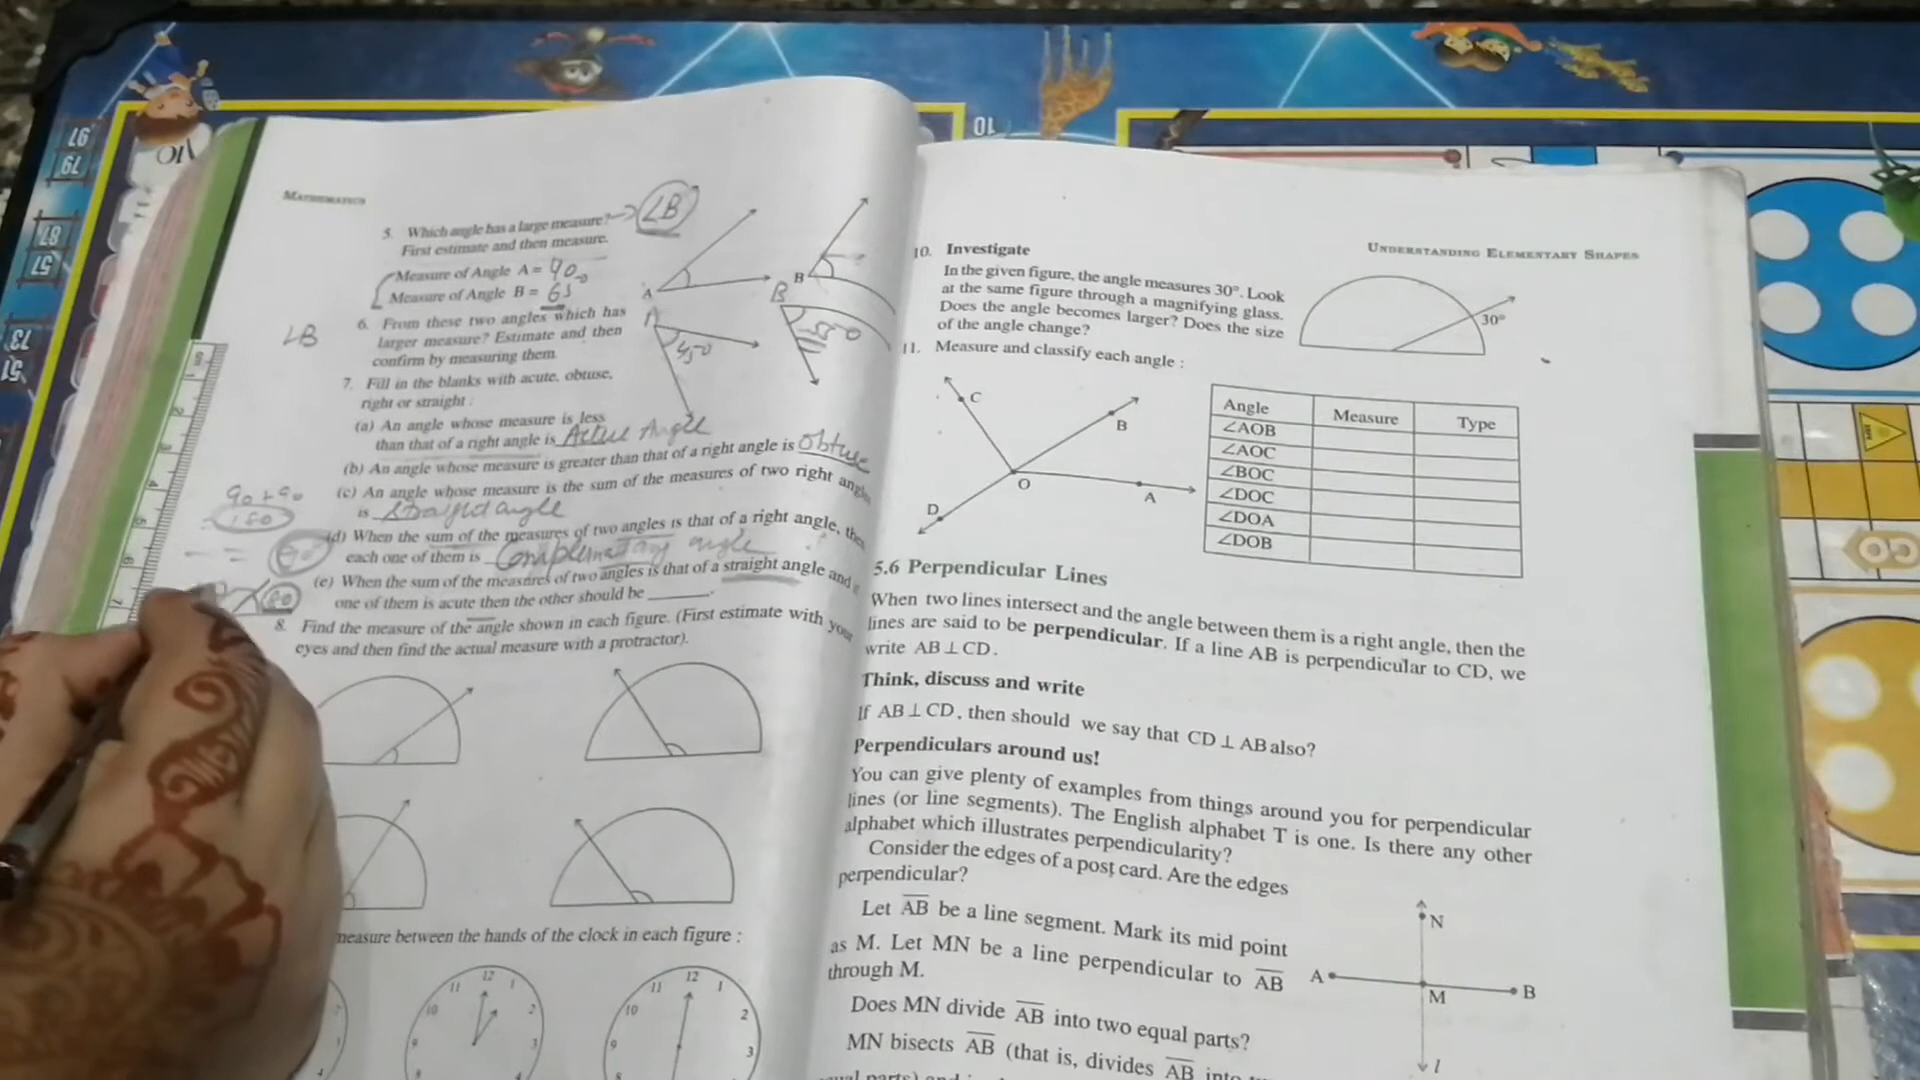 MATHEMATICS
5. Which angle has a large measure? → ∠B
First estimate and then measure.
Measure of Angle A = 40°
Measure of Angle B = 65°
6. From these two angles which has
larger measure? Estimate and then
confirm by measuring them.
∠B
A
B
A
45°
B
7. Fill in the blanks with acute, obtuse,
right or straight :
(a) An angle whose measure is less
than that of a right angle is Acute Angle
(b) An angle whose measure is greater than that of a right angle is obtuse
(c) An angle whose measure is the sum of the measures of two right
is straight angle
90 + 90
180
(d) When the sum of the measures of two angles is that of a right angle,
each one of them is
angle
(e) When the sum of the measures of two angles is that of a straight angle and
one of them is acute then the other should be ______.
8. Find the measure of the angle shown in each figure. (First estimate with your
eyes and then find the actual measure with a protractor).
measure between the hands of the clock in each figure :
12
11
1
10
2
9
3
12
11
1
10
2
9
3
UNDERSTANDING ELEMENTARY SHAPES
10. Investigate
In the given figure, the angle measures 30°. Look
at the same figure through a magnifying glass.
Does the angle becomes larger? Does the size
of the angle change?
30°
11. Measure and classify each angle :
C
B
O
A
D
Angle Measure Type
∠AOB
∠AOC
∠BOC
∠DOC
∠DOA
∠DOB
5.6 Perpendicular Lines
When two lines intersect and the angle between them is a right angle, then the
lines are said to be perpendicular. If a line AB is perpendicular to CD, we
write AB ⊥ CD.
Think, discuss and write
If AB ⊥ CD, then should we say that CD ⊥ AB also?
Perpendiculars around us!
You can give plenty of examples from things around you for perpendicular
lines (or line segments). The English alphabet T is one. Is there any other
alphabet which illustrates perpendicularity?
Consider the edges of a post card. Are the edges
perpendicular?
Let AB be a line segment. Mark its mid point
as M. Let MN be a line perpendicular to AB
through M.
Does MN divide AB into two equal parts?
MN bisects AB (that is, divides AB into
N
A
M
B
l
10
97
79